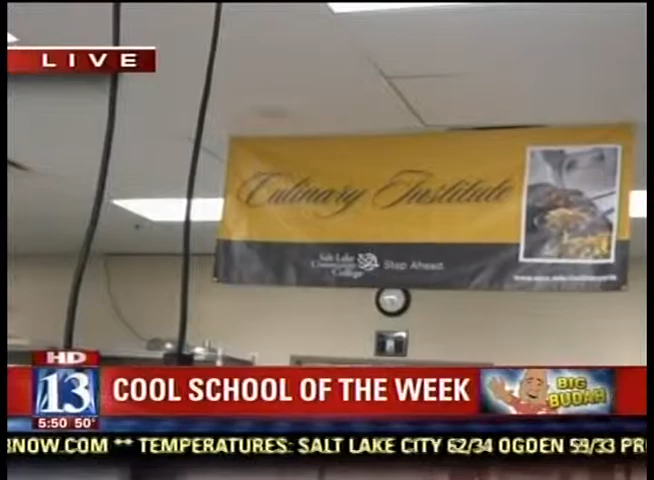 LIVE
Culinary Institute
Salt Lake
Community
College
Step Ahead
HD
13
5:50 50°
COOL SCHOOL OF THE WEEK
BIG
BUDAH
3NOW.COM ** TEMPERATURES: SALT LAKE CITY 62/34 OGDEN 59/33 PR